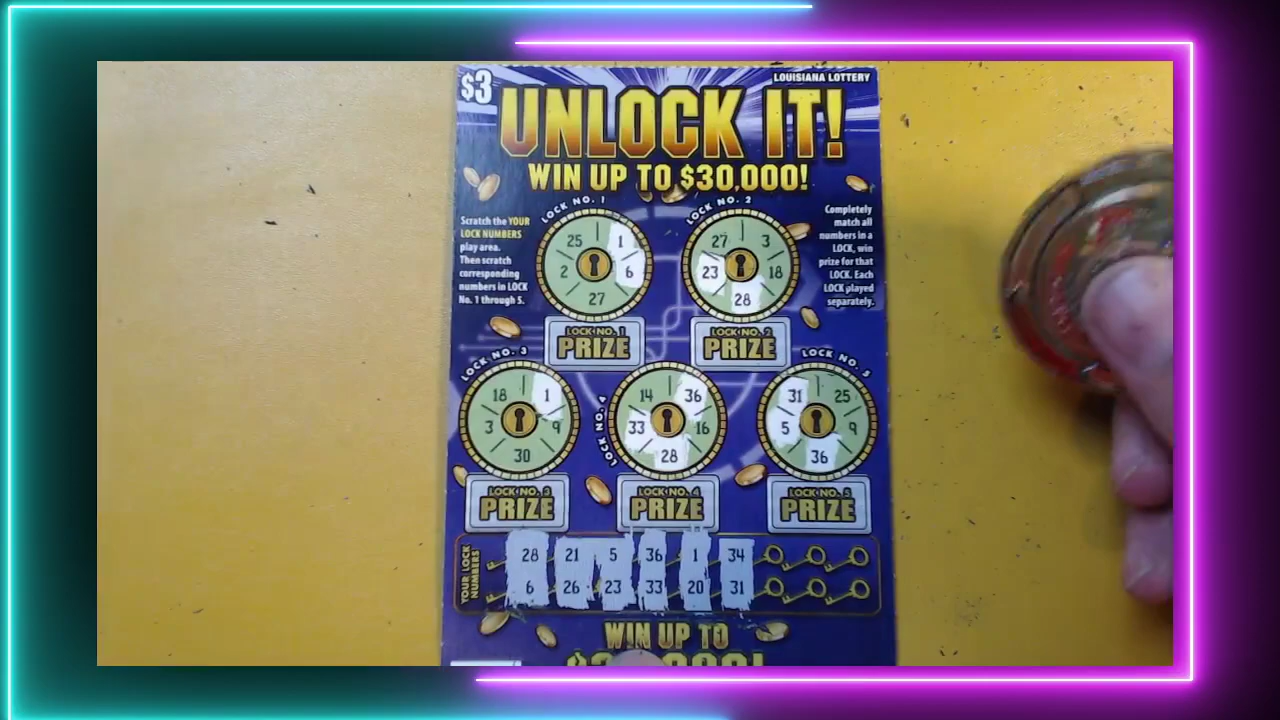 $3
LOUISIANA LOTTERY
UNLOCK IT!
WIN UP TO $30,000!
Scratch the YOUR
LOCK NUMBERS
play area.
Then scratch
corresponding
numbers in LOCK
No. 1 through 5.
LOCK NO. 1
25 1
2 6
27
LOCK NO. 1
PRIZE
LOCK NO. 2
27 3
23 18
28
LOCK NO. 2
PRIZE
Completely
match all
numbers in a
LOCK, win
prize for that
LOCK. Each
LOCK played
separately.
LOCK NO. 3
18 1
3 9
30
LOCK NO. 3
PRIZE
LOCK NO. 4
14 36
33 16
28
LOCK NO. 4
PRIZE
LOCK NO. 5
31 25
5 9
36
LOCK NO. 5
PRIZE
YOUR LOCK
NUMBERS
28 21 5 36 1 34
6 26 23 33 20 31
WIN UP TO